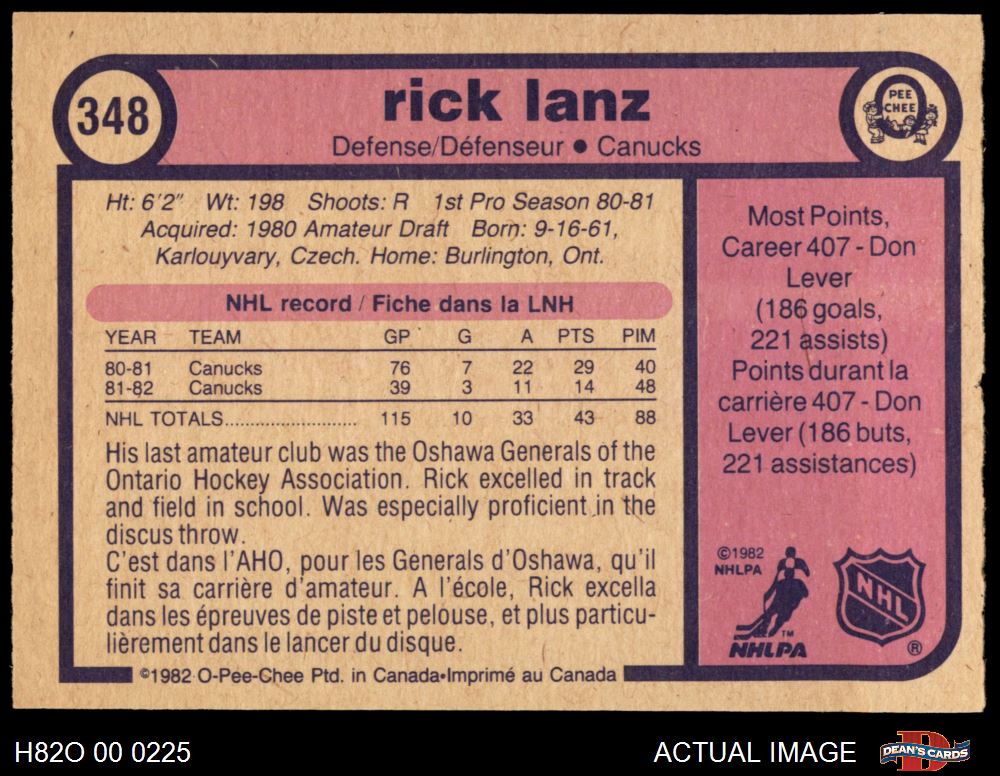 348
rick lanz
Defense/Défenseur ● Canucks
PEE
CHEE
Ht: 6'2" Wt: 198 Shoots: R 1st Pro Season 80-81
Acquired: 1980 Amateur Draft Born: 9-16-61,
Karlouyvary, Czech. Home: Burlington, Ont.
NHL record / Fiche dans la LNH
YEAR TEAM GP G A PTS PIM
80-81 Canucks 76 7 22 29 40
81-82 Canucks 39 3 11 14 48
NHL TOTALS............................ 115 10 33 43 88
His last amateur club was the Oshawa Generals of the
Ontario Hockey Association. Rick excelled in track
and field in school. Was especially proficient in the
discus throw.
C'est dans l'AHO, pour les Generals d'Oshawa, qu'il
finit sa carrière d'amateur. A l'école, Rick excella
dans les épreuves de piste et pelouse, et plus particu-
lièrement dans le lancer du disque.
©1982 O-Pee-Chee Ptd. in Canada•Imprimé au Canada
Most Points,
Career 407 - Don
Lever
(186 goals,
221 assists)
Points durant la
carrière 407 - Don
Lever (186 buts,
221 assistances)
©1982
NHLPA
TM
NHLPA
NHL
®
H82O 00 0225
ACTUAL IMAGE
D
DEAN'S CARDS